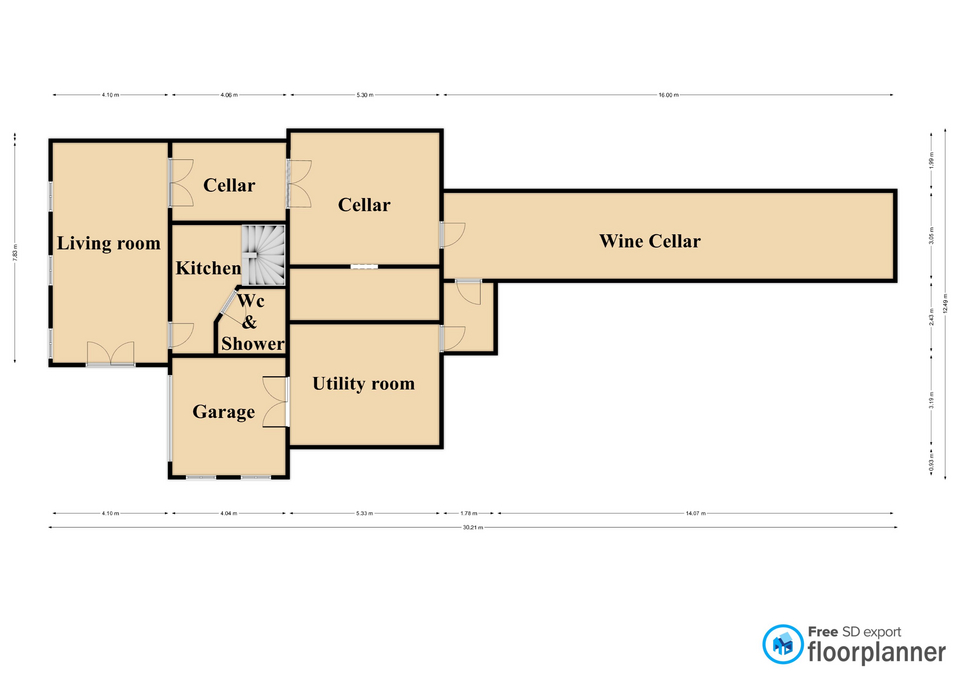 4.10 m
4.06 m
5.30 m
16.00 m
1.99 m
Cellar
Cellar
Living room
Wine Cellar
3.05 m
7.83 m
Kitchen
Wc
&
Shower
2.43 m
12.49 m
Utility room
Garage
3.19 m
0.93 m
4.10 m
4.04 m
5.33 m
1.78 m
14.07 m
30.21 m
Free SD export
floorplanner